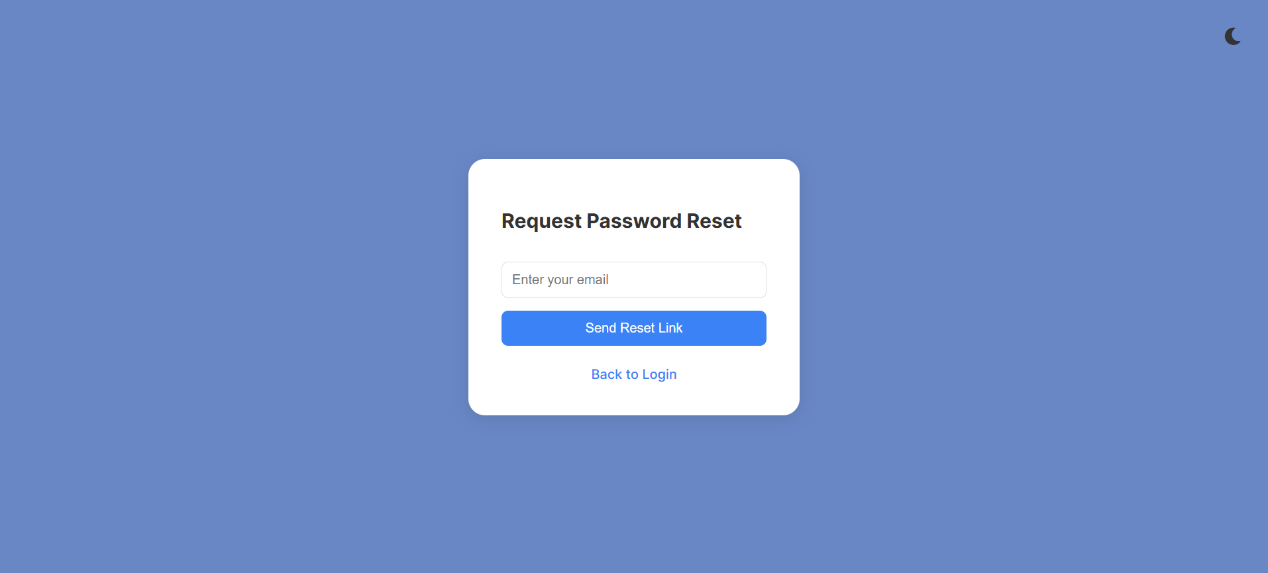 Request Password Reset
Enter your email
Send Reset Link
Back to Login